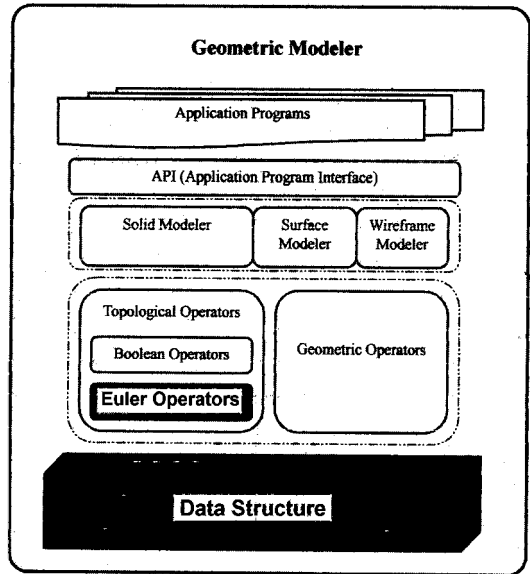 Geometric Modeler
Application Programs
API (Application Program Interface)
Solid Modeler
Surface
Modeler
Wireframe
Modeler
Topological Operators
Boolean Operators
Euler Operators
Geometric Operators
Data Structure